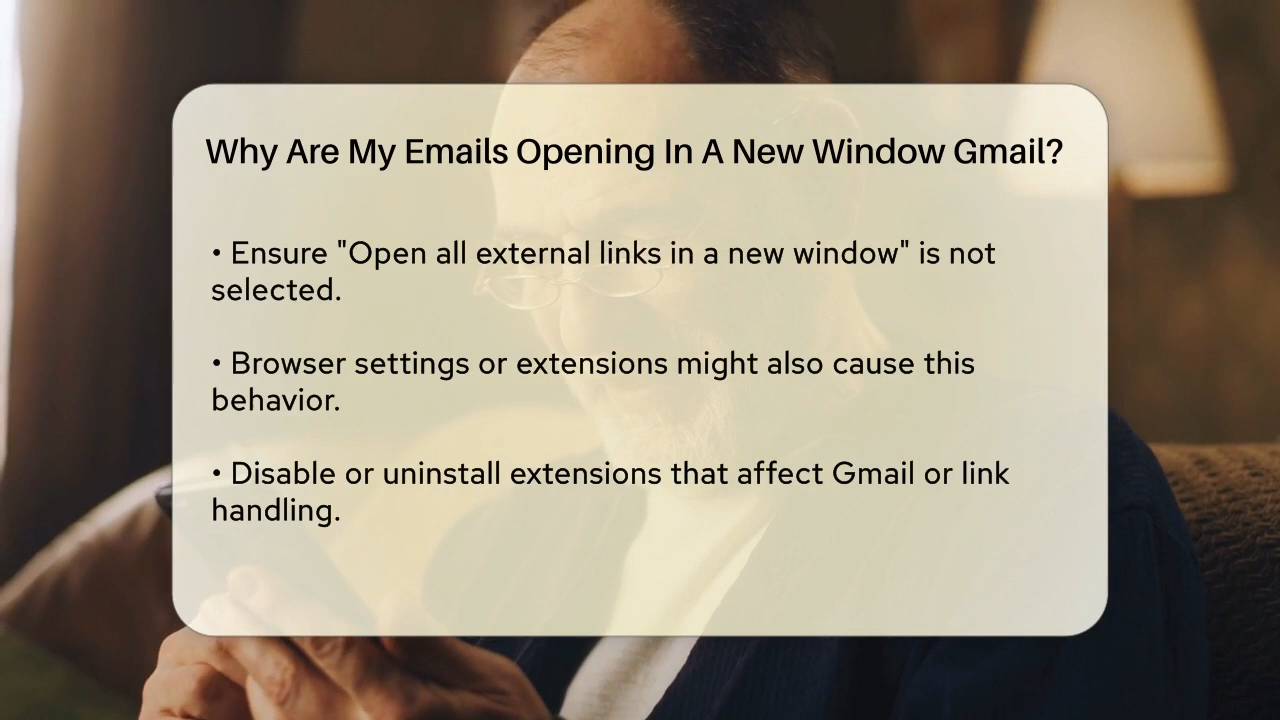 Why Are My Emails Opening In A New Window Gmail?
• Ensure "Open all external links in a new window" is not
selected.
• Browser settings or extensions might also cause this
behavior.
• Disable or uninstall extensions that affect Gmail or link
handling.